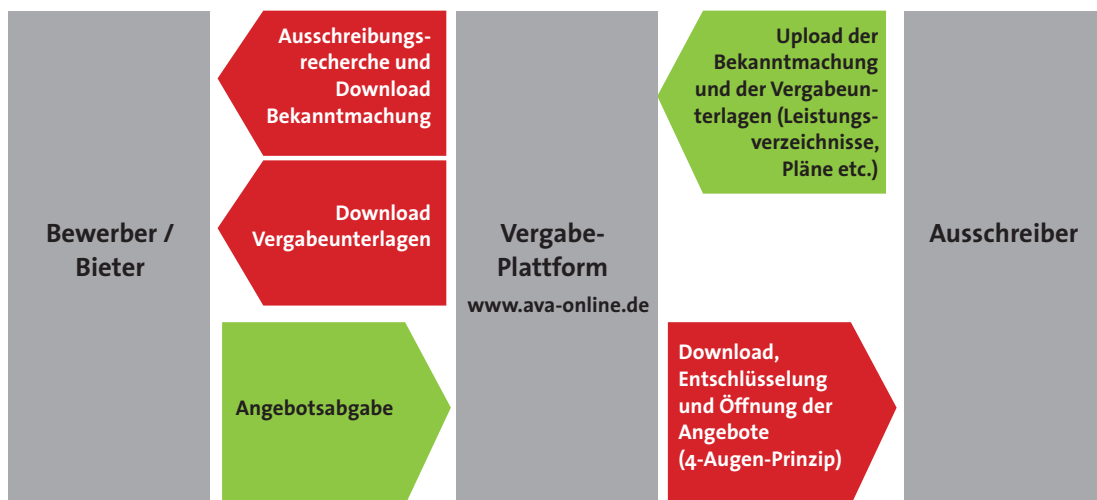 Ausschreibungs-
recherche und
Download
Bekanntmachung
Upload der
Bekanntmachung
und der Vergabeun-
terlagen (Leistungs-
verzeichnisse,
Pläne etc.)
Download
Vergabeunterlagen
Bewerber /
Bieter
Vergabe-
Plattform
www.ava-online.de
Ausschreiber
Angebotsabgabe
Download,
Entschlüsselung
und Öffnung der
Angebote
(4-Augen-Prinzip)